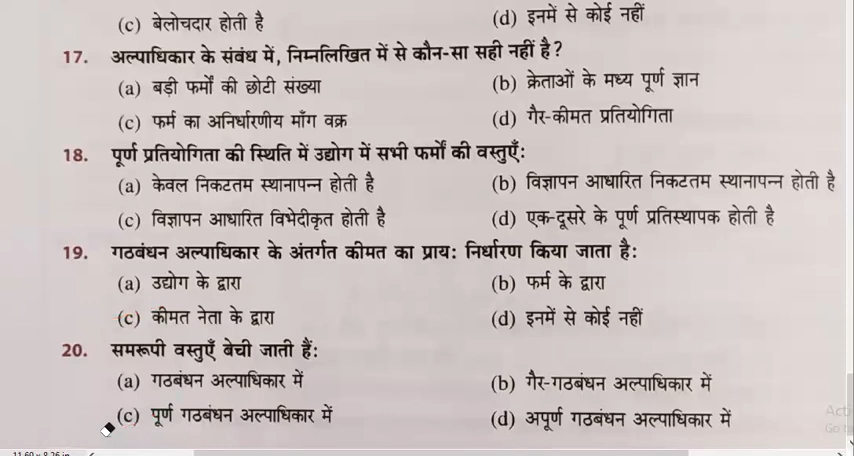 (c) बेलोचदार होती है (d) इनमें से कोई नहीं
17. अल्पाधिकार के संबंध में, निम्नलिखित में से कौन-सा सही नहीं है?
(a) बड़ी फर्मों की छोटी संख्या (b) क्रेताओं के मध्य पूर्ण ज्ञान
(c) फर्म का अनिर्धारणीय माँग वक्र (d) गैर-कीमत प्रतियोगिता
18. पूर्ण प्रतियोगिता की स्थिति में उद्योग में सभी फर्मों की वस्तुएँ:
(a) केवल निकटतम स्थानापन्न होती है (b) विज्ञापन आधारित निकटतम स्थानापन्न होती है
(c) विज्ञापन आधारित विभेदीकृत होती है (d) एक-दूसरे के पूर्ण प्रतिस्थापक होती है
19. गठबंधन अल्पाधिकार के अंतर्गत कीमत का प्राय: निर्धारण किया जाता है:
(a) उद्योग के द्वारा (b) फर्म के द्वारा
(c) कीमत नेता के द्वारा (d) इनमें से कोई नहीं
20. समरूपी वस्तुएँ बेची जाती हैं:
(a) गठबंधन अल्पाधिकार में (b) गैर-गठबंधन अल्पाधिकार में
(c) पूर्ण गठबंधन अल्पाधिकार में (d) अपूर्ण गठबंधन अल्पाधिकार में
Acti
Go to